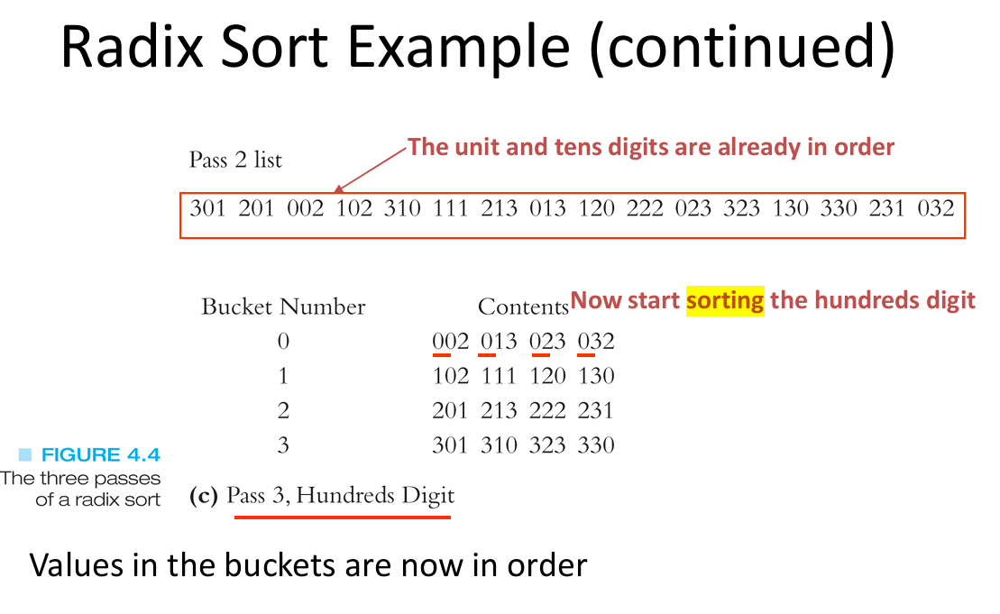 Radix Sort Example (continued)
The unit and tens digits are already in order
Pass 2 list
301 201 002 102 310 111 213 013 120 222 023 323 130 330 231 032
Now start sorting the hundreds digit
Bucket Number Contents
0 002 013 023 032
1 102 111 120 130
2 201 213 222 231
3 301 310 323 330
FIGURE 4.4
The three passes
of a radix sort
(c) Pass 3, Hundreds Digit
Values in the buckets are now in order